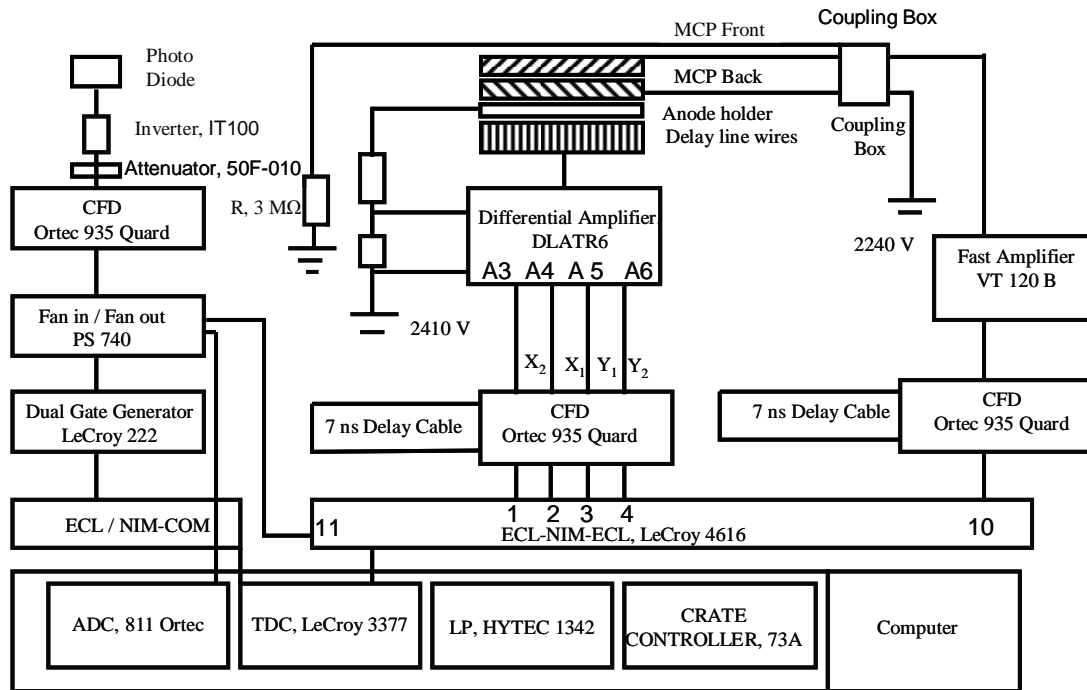 Coupling Box
MCP Front
Photo
Diode
MCP Back
Anode holder
Delay line wires
Coupling
Box
Inverter, IT100
Attenuator, 50F-010
R, 3 MΩ
CFD
Ortec 935 Quard
Differential Amplifier
DLATR6
A3 A4 A 5 A6
2240 V
Fast Amplifier
VT 120 B
Fan in / Fan out
PS 740
2410 V
X2 X1 Y1 Y2
Dual Gate Generator
LeCroy 222
7 ns Delay Cable
CFD
Ortec 935 Quard
7 ns Delay Cable
CFD
Ortec 935 Quard
ECL / NIM-COM
11
1 2 3 4
10
ECL-NIM-ECL, LeCroy 4616
ADC, 811 Ortec
TDC, LeCroy 3377
LP, HYTEC 1342
CRATE
CONTROLLER, 73A
Computer